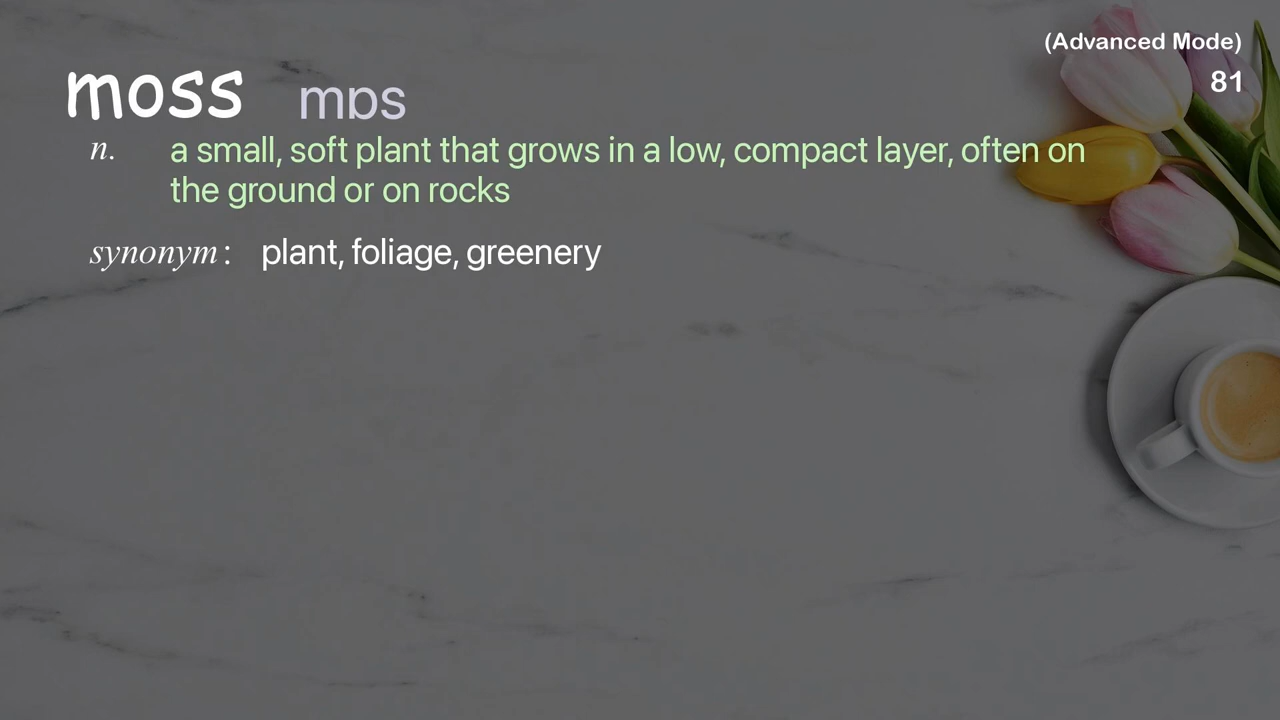 (Advanced Mode)
81
moss mɒs
n. a small, soft plant that grows in a low, compact layer, often on
the ground or on rocks
synonym: plant, foliage, greenery